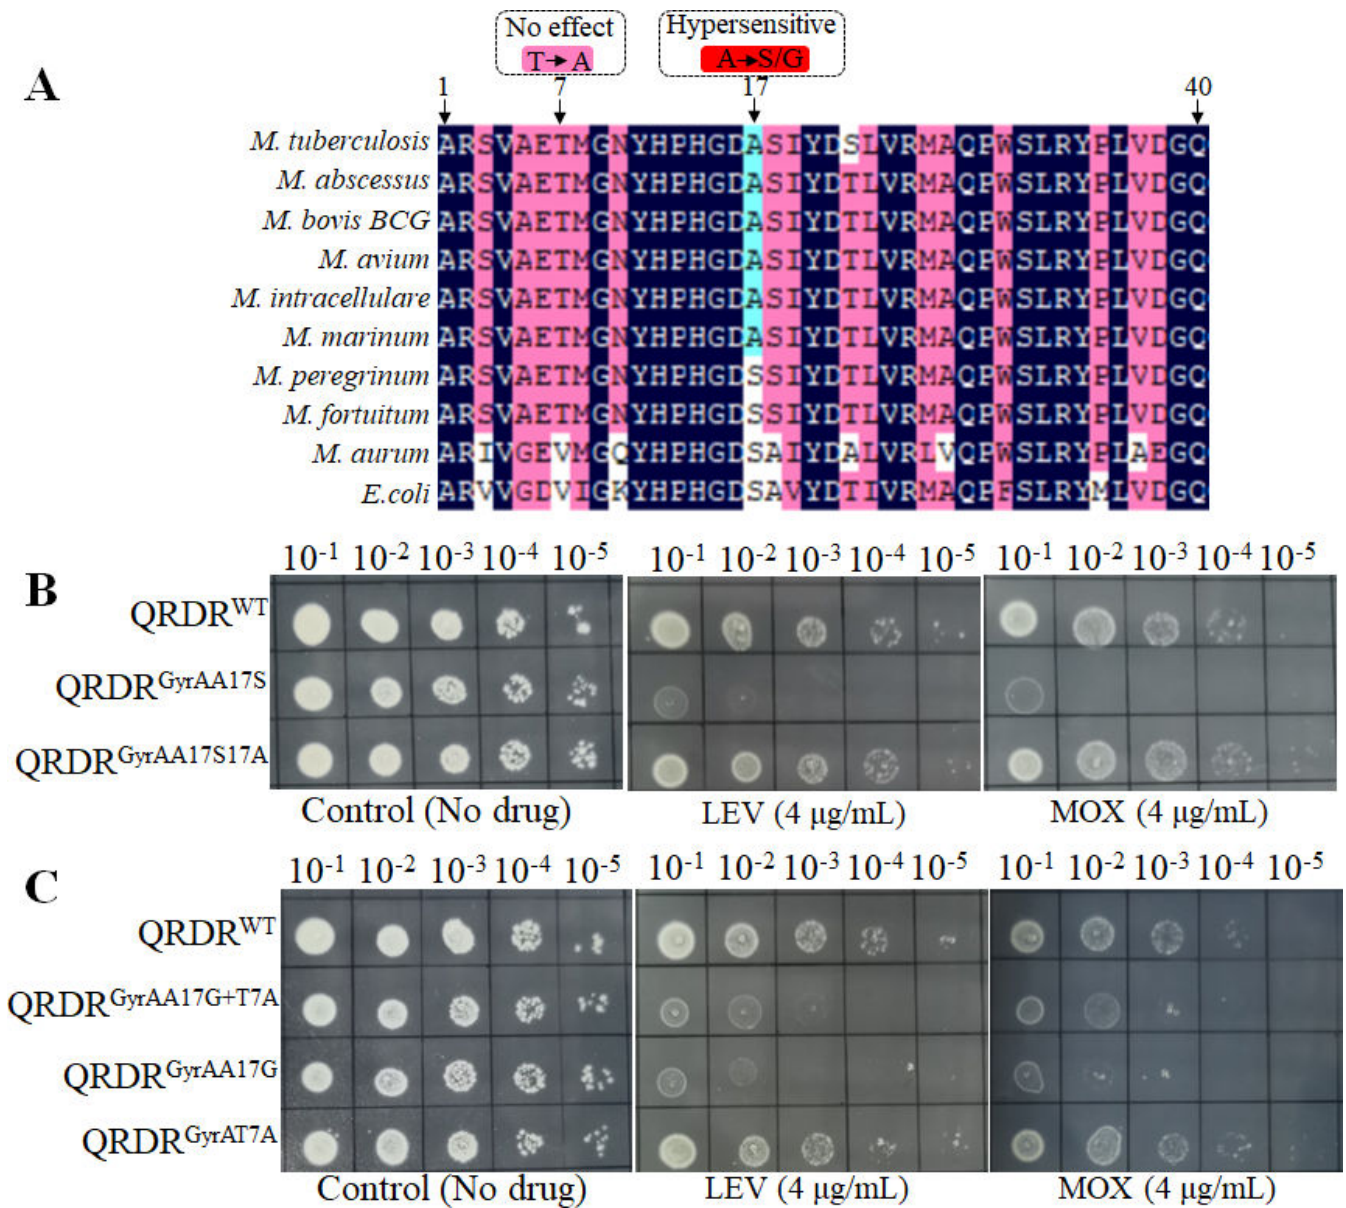 No effect
T→A
Hypersensitive
A→S/G
A
1 7 17 40
M. tuberculosis ARSVAETMGNYHPHGDASIYDSLVRMAQPWSLRYPLVDGQ
M. abscessus ARSVAETMGNYHPHGDASIYDTLVRMAQPWSLRYPLVDGQ
M. bovis BCG ARSVAETMGNYHPHGDASIYDTLVRMAQPWSLRYPLVDGQ
M. avium ARSVAETMGNYHPHGDASIYDTLVRMAQPWSLRYPLVDGQ
M. intracellulare ARSVAETMGNYHPHGDASIYDTLVRMAQPWSLRYPLVDGQ
M. marinum ARSVAETMGNYHPHGDASIYDTLVRMAQPWSLRYPLVDGQ
M. peregrinum ARSVAETMGNYHPHGDSSIYDTLVRMAQPWSLRYPLVDGQ
M. fortuitum ARSVAETMGNYHPHGDSSIYDTLVRMAQPWSLRYPLVDGQ
M. aurum ARIVGEVMGQYHPHGDSAIYDALVRLVQPWSLRYPLAEGQ
E.coli ARVVGDVIGKYHPHGDSAVYDTIVRMAQPFSLRYMLVDGQ
B
10-1 10-2 10-3 10-4 10-5 10-1 10-2 10-3 10-4 10-5 10-1 10-2 10-3 10-4 10-5
QRDRWT
QRDRGyrAA17S
QRDRGyrAA17S17A
Control (No drug) LEV (4 μg/mL) MOX (4 μg/mL)
C
10-1 10-2 10-3 10-4 10-5 10-1 10-2 10-3 10-4 10-5 10-1 10-2 10-3 10-4 10-5
QRDRWT
QRDRGyrAA17G+T7A
QRDRGyrAA17G
QRDRGyrAT7A
Control (No drug) LEV (4 μg/mL) MOX (4 μg/mL)